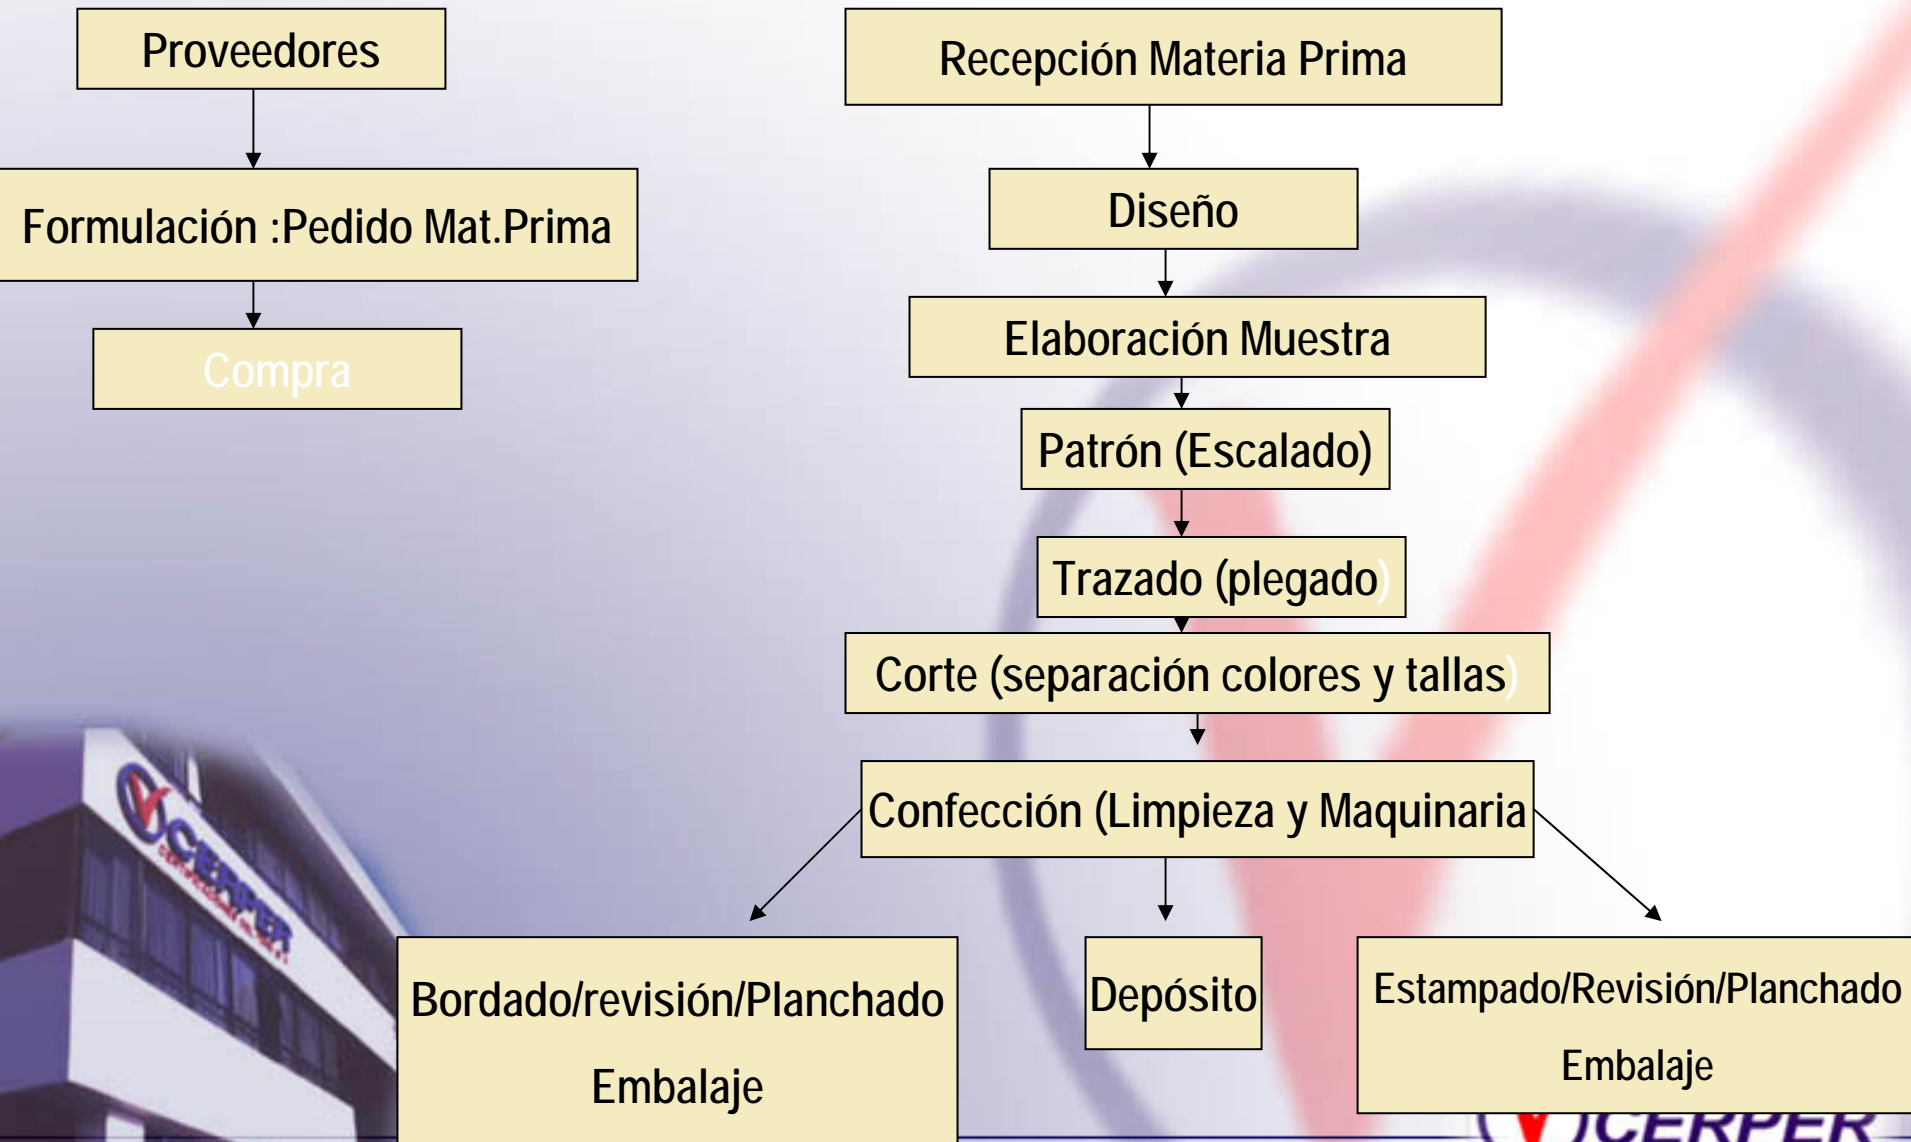 Proveedores
Formulación :Pedido Mat.Prima
Compra
Recepción Materia Prima
Diseño
Elaboración Muestra
Patrón (Escalado)
Trazado (plegado)
Corte (separación colores y tallas)
Confección (Limpieza y Maquinaria
Bordado/revisión/Planchado
Embalaje
Depósito
Estampado/Revisión/Planchado
Embalaje
CERPER
CERPER